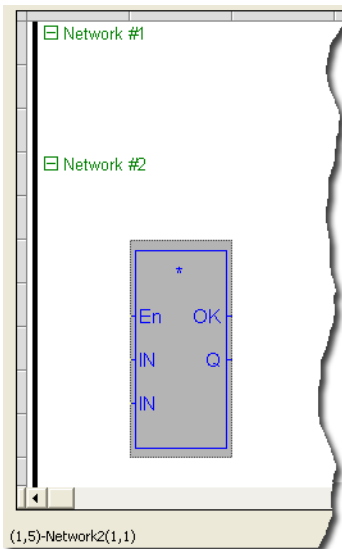 Network #1
Network #2
*
En OK
IN Q
IN
(1,5)-Network2(1,1)